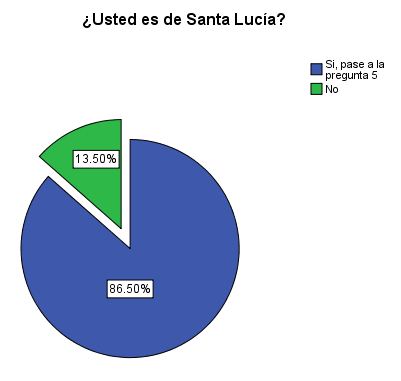 ¿Usted es de Santa Lucía?
Si, pase a la
pregunta 5
No
13.50%
86.50%